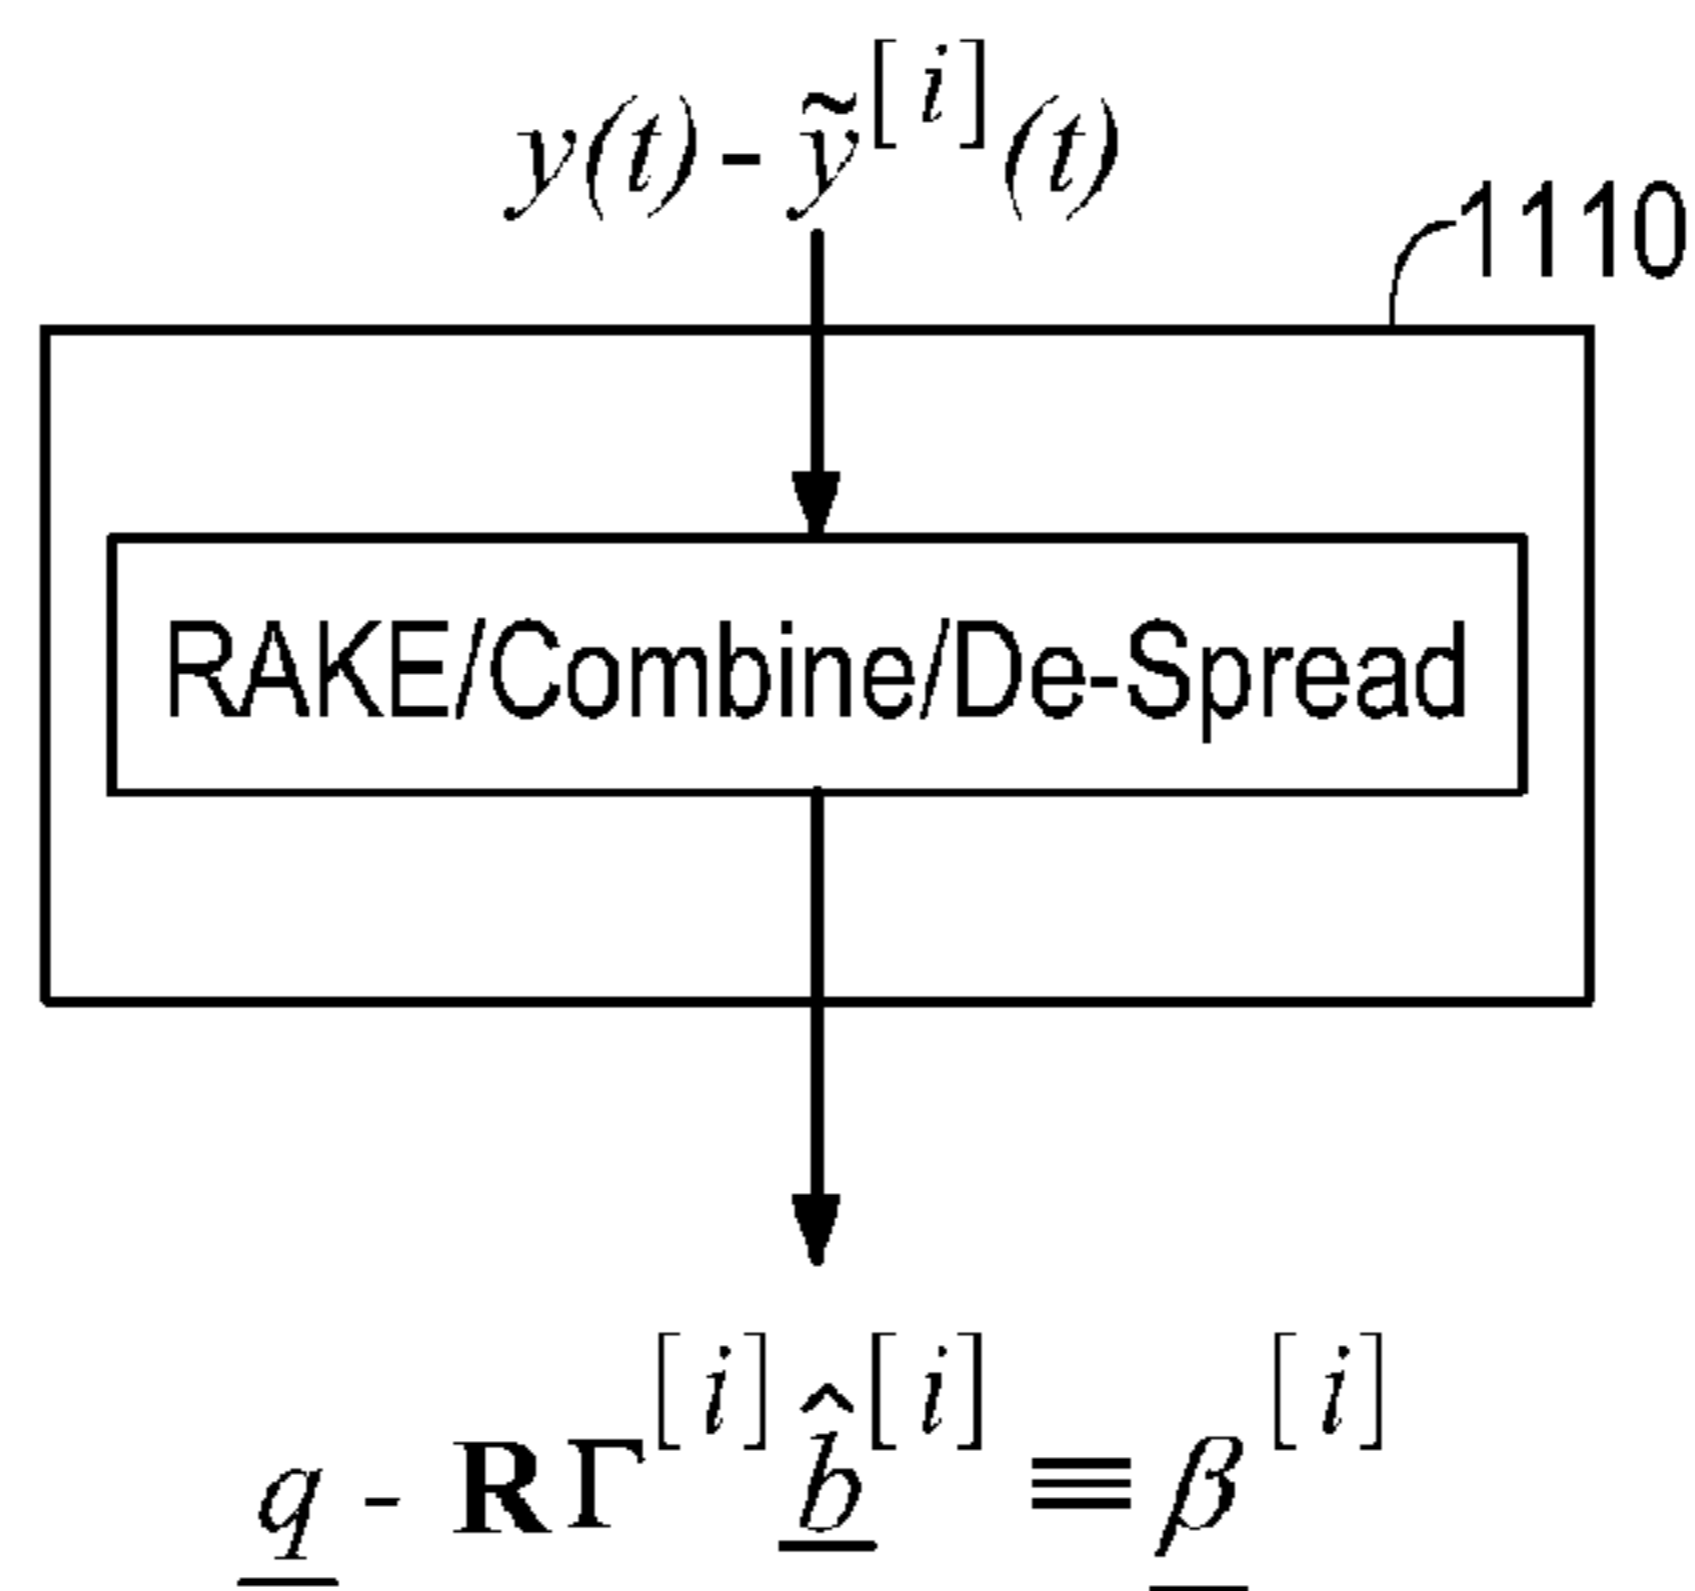 y(t) - ỹ^[i](t)
1110
RAKE/Combine/De-Spread
q̲ - RΓ^[i] b̲̂^[i] ≡ β̲^[i]